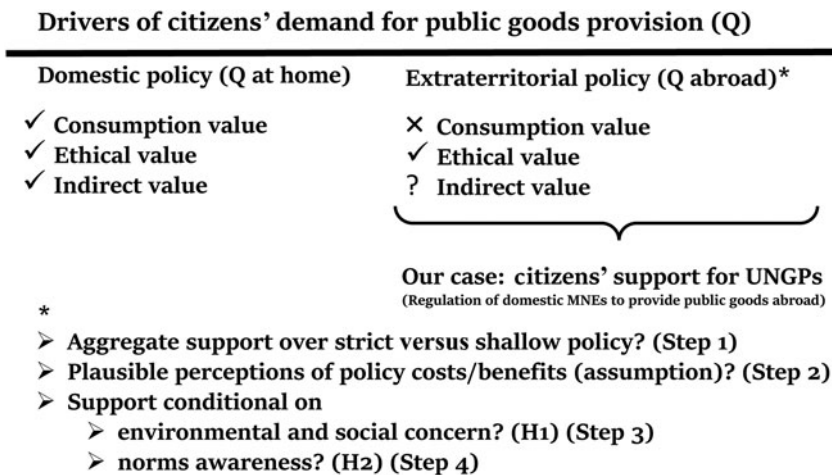 Drivers of citizens' demand for public goods provision (Q)
Domestic policy (Q at home)
✓ Consumption value
✓ Ethical value
✓ Indirect value
Extraterritorial policy (Q abroad)*
✕ Consumption value
✓ Ethical value
? Indirect value
Our case: citizens' support for UNGPs
(Regulation of domestic MNEs to provide public goods abroad)
*
➢ Aggregate support over strict versus shallow policy? (Step 1)
➢ Plausible perceptions of policy costs/benefits (assumption)? (Step 2)
➢ Support conditional on
➢ environmental and social concern? (H1) (Step 3)
➢ norms awareness? (H2) (Step 4)